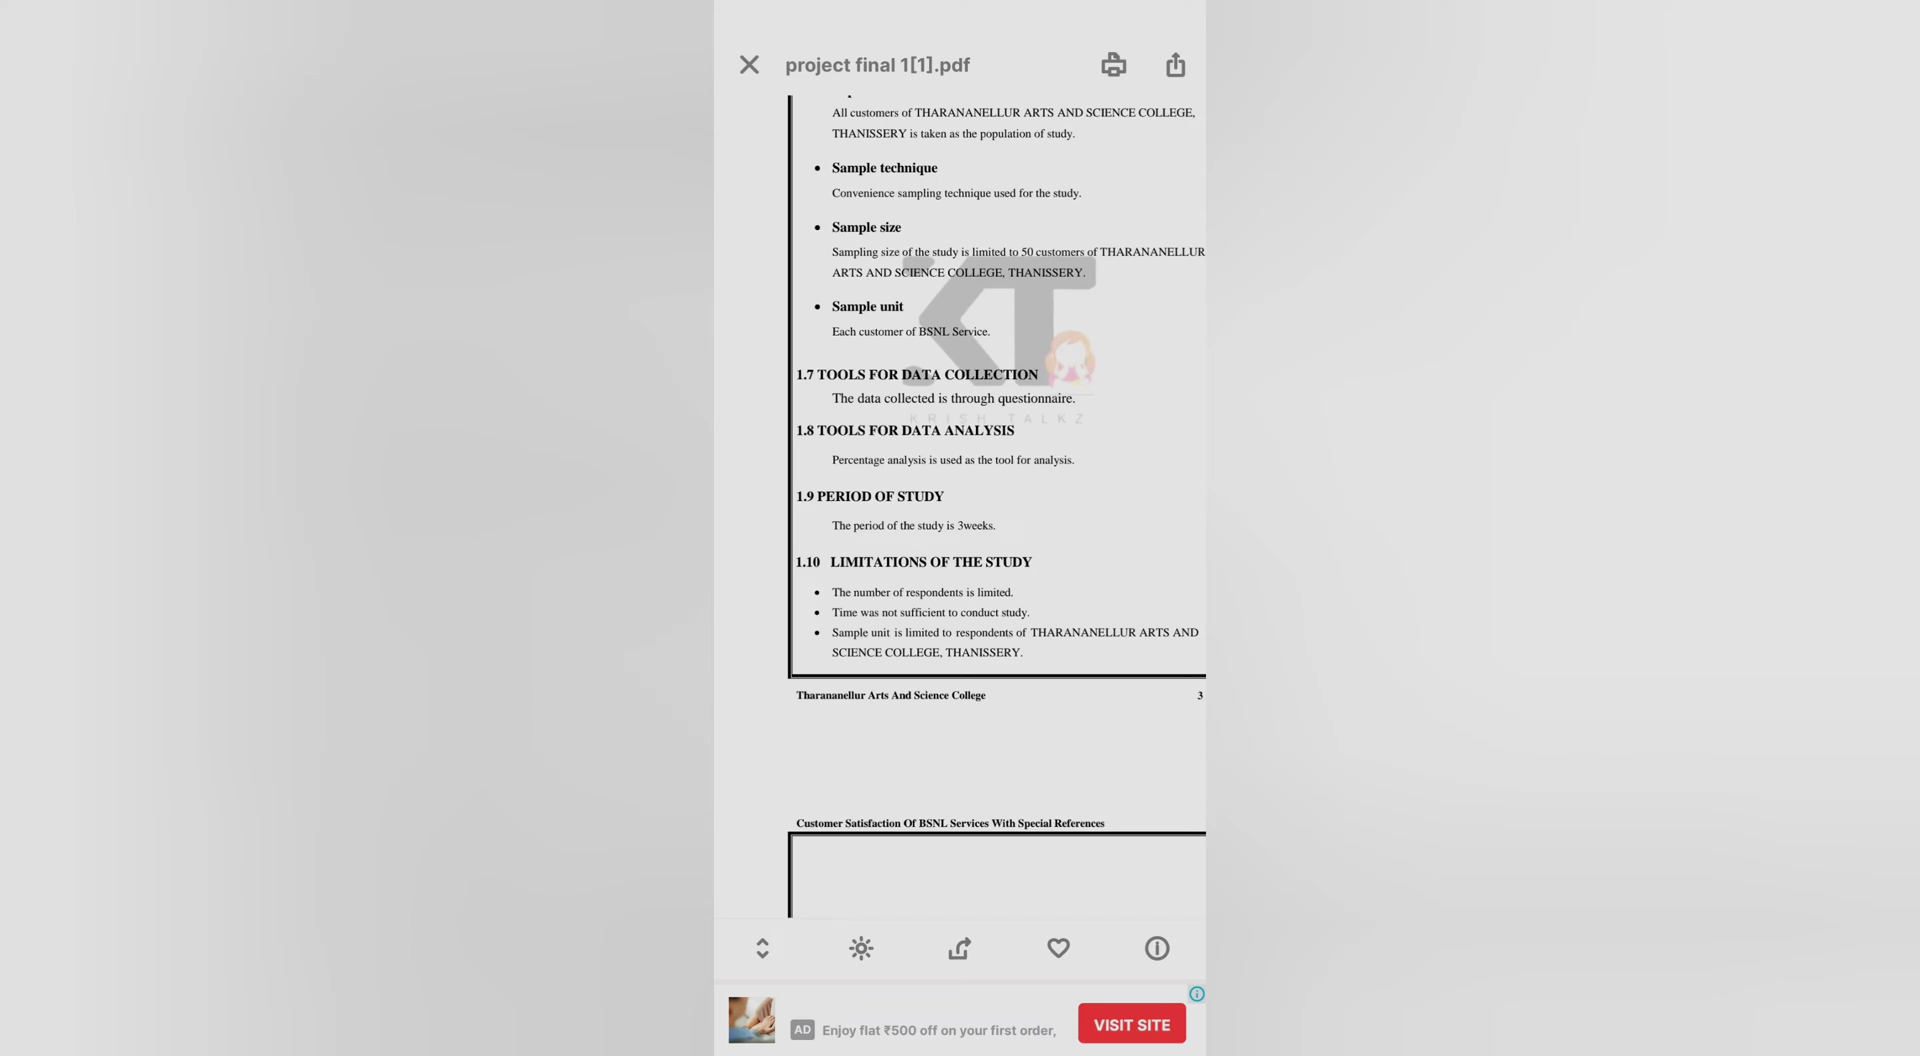 project final 1[1].pdf
All customers of THARANANELLUR ARTS AND SCIENCE COLLEGE,
THANISSERY is taken as the population of study.
• Sample technique
Convenience sampling technique used for the study.
• Sample size
Sampling size of the study is limited to 50 customers of THARANANELLUR
ARTS AND SCIENCE COLLEGE, THANISSERY.
• Sample unit
Each customer of BSNL Service.
KT
1.7 TOOLS FOR DATA COLLECTION
The data collected is through questionnaire.
KRISH TALKZ
1.8 TOOLS FOR DATA ANALYSIS
Percentage analysis is used as the tool for analysis.
1.9 PERIOD OF STUDY
The period of the study is 3weeks.
1.10 LIMITATIONS OF THE STUDY
• The number of respondents is limited.
• Time was not sufficient to conduct study.
• Sample unit is limited to respondents of THARANANELLUR ARTS AND
SCIENCE COLLEGE, THANISSERY.
Tharananellur Arts And Science College 3
Customer Satisfaction Of BSNL Services With Special References
AD Enjoy flat ₹500 off on your first order,
VISIT SITE